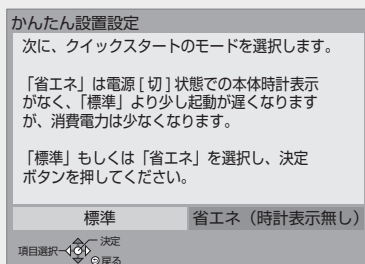 かんたん設置設定
次に、クイックスタートのモードを選択します。
「省エネ」は電源 [ 切 ] 状態での本体時計表示
がなく、「標準」より少し起動が遅くなります
が、消費電力は少なくなります。
「標準」もしくは「省エネ」を選択し、決定
ボタンを押してください。
標準 省エネ（時計表示無し）
決定
項目選択
戻る